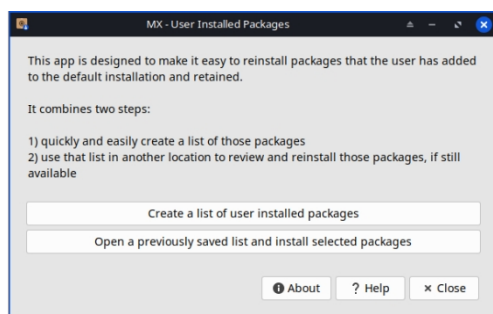 MX - User Installed Packages
This app is designed to make it easy to reinstall packages that the user has added
to the default installation and retained.
It combines two steps:
1) quickly and easily create a list of those packages
2) use that list in another location to review and reinstall those packages, if still
available
Create a list of user installed packages
Open a previously saved list and install selected packages
About ? Help × Close